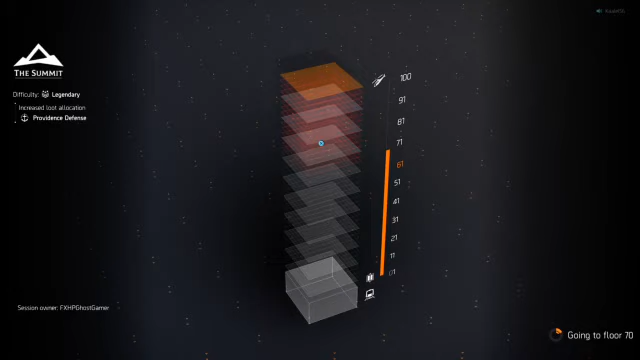 THE SUMMIT
Difficulty: Legendary
Increased loot allocation
Providence Defense
100
91
81
71
61
51
41
31
21
11
01
Session owner: FXHPGhostGamer
Going to floor 70